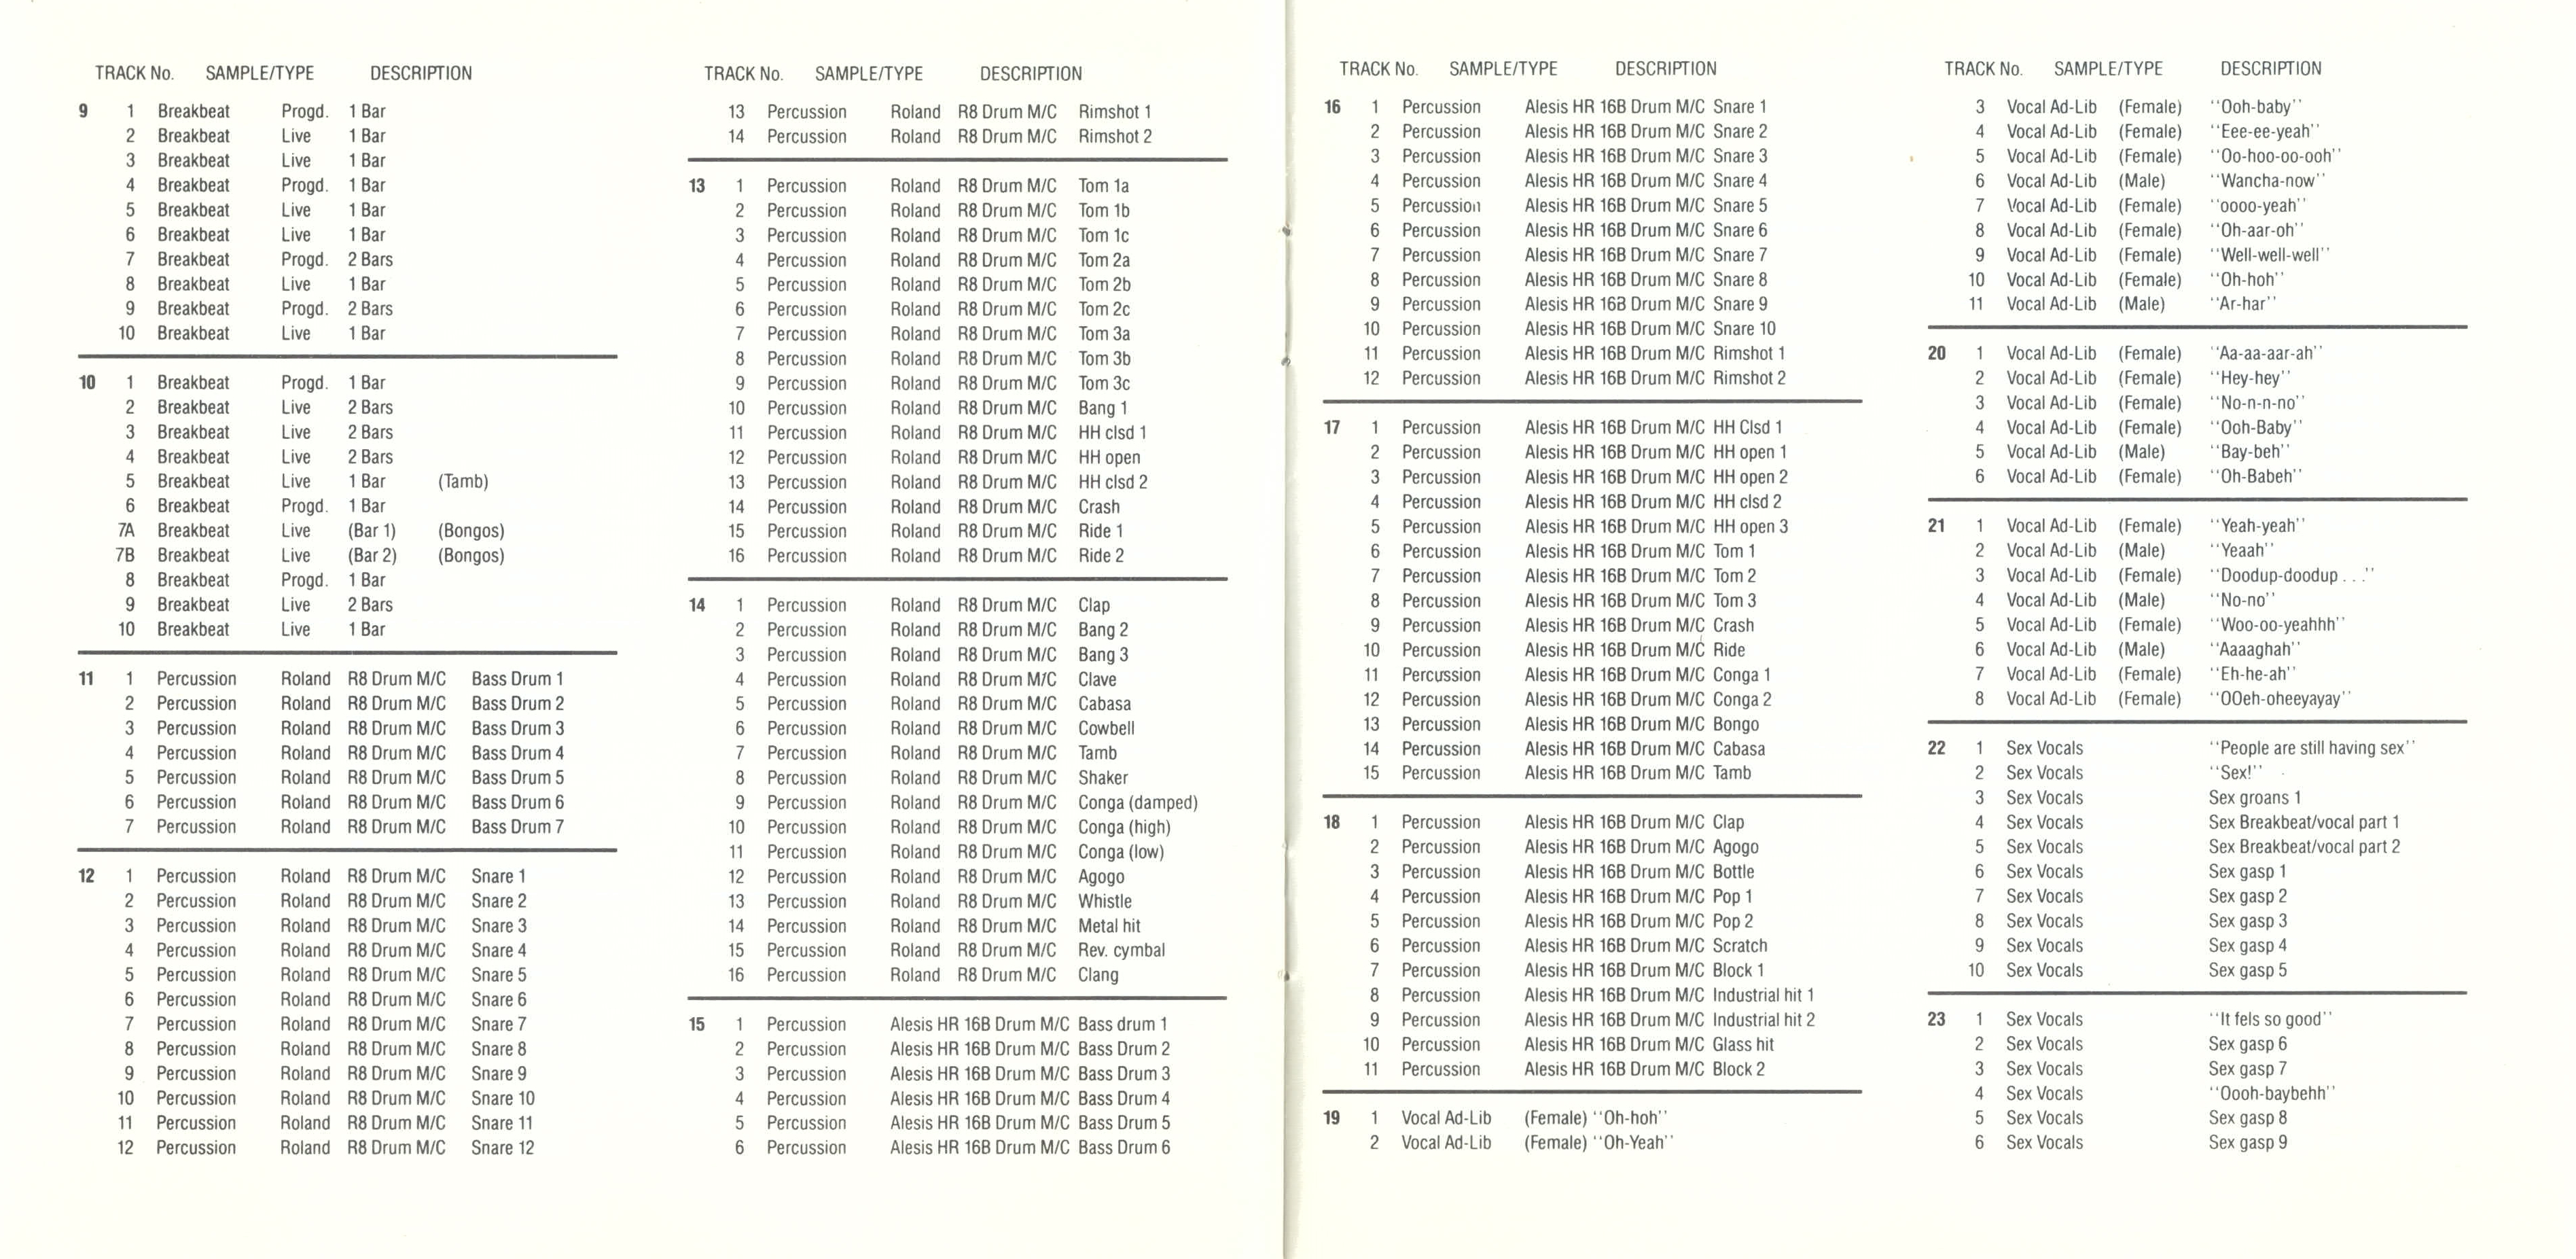 TRACK No. SAMPLE/TYPE DESCRIPTION
9 1 Breakbeat Progd. 1 Bar
2 Breakbeat Live 1 Bar
3 Breakbeat Live 1 Bar
4 Breakbeat Progd. 1 Bar
5 Breakbeat Live 1 Bar
6 Breakbeat Live 1 Bar
7 Breakbeat Progd. 2 Bars
8 Breakbeat Live 1 Bar
9 Breakbeat Progd. 2 Bars
10 Breakbeat Live 1 Bar
10 1 Breakbeat Progd. 1 Bar
2 Breakbeat Live 2 Bars
3 Breakbeat Live 2 Bars
4 Breakbeat Live 2 Bars
5 Breakbeat Live 1 Bar (Tamb)
6 Breakbeat Progd. 1 Bar
7A Breakbeat Live (Bar 1) (Bongos)
7B Breakbeat Live (Bar 2) (Bongos)
8 Breakbeat Progd. 1 Bar
9 Breakbeat Live 2 Bars
10 Breakbeat Live 1 Bar
11 1 Percussion Roland R8 Drum M/C Bass Drum 1
2 Percussion Roland R8 Drum M/C Bass Drum 2
3 Percussion Roland R8 Drum M/C Bass Drum 3
4 Percussion Roland R8 Drum M/C Bass Drum 4
5 Percussion Roland R8 Drum M/C Bass Drum 5
6 Percussion Roland R8 Drum M/C Bass Drum 6
7 Percussion Roland R8 Drum M/C Bass Drum 7
12 1 Percussion Roland R8 Drum M/C Snare 1
2 Percussion Roland R8 Drum M/C Snare 2
3 Percussion Roland R8 Drum M/C Snare 3
4 Percussion Roland R8 Drum M/C Snare 4
5 Percussion Roland R8 Drum M/C Snare 5
6 Percussion Roland R8 Drum M/C Snare 6
7 Percussion Roland R8 Drum M/C Snare 7
8 Percussion Roland R8 Drum M/C Snare 8
9 Percussion Roland R8 Drum M/C Snare 9
10 Percussion Roland R8 Drum M/C Snare 10
11 Percussion Roland R8 Drum M/C Snare 11
12 Percussion Roland R8 Drum M/C Snare 12
TRACK No. SAMPLE/TYPE DESCRIPTION
13 Percussion Roland R8 Drum M/C Rimshot 1
14 Percussion Roland R8 Drum M/C Rimshot 2
13 1 Percussion Roland R8 Drum M/C Tom 1a
2 Percussion Roland R8 Drum M/C Tom 1b
3 Percussion Roland R8 Drum M/C Tom 1c
4 Percussion Roland R8 Drum M/C Tom 2a
5 Percussion Roland R8 Drum M/C Tom 2b
6 Percussion Roland R8 Drum M/C Tom 2c
7 Percussion Roland R8 Drum M/C Tom 3a
8 Percussion Roland R8 Drum M/C Tom 3b
9 Percussion Roland R8 Drum M/C Tom 3c
10 Percussion Roland R8 Drum M/C Bang 1
11 Percussion Roland R8 Drum M/C HH clsd 1
12 Percussion Roland R8 Drum M/C HH open
13 Percussion Roland R8 Drum M/C HH clsd 2
14 Percussion Roland R8 Drum M/C Crash
15 Percussion Roland R8 Drum M/C Ride 1
16 Percussion Roland R8 Drum M/C Ride 2
14 1 Percussion Roland R8 Drum M/C Clap
2 Percussion Roland R8 Drum M/C Bang 2
3 Percussion Roland R8 Drum M/C Bang 3
4 Percussion Roland R8 Drum M/C Clave
5 Percussion Roland R8 Drum M/C Cabasa
6 Percussion Roland R8 Drum M/C Cowbell
7 Percussion Roland R8 Drum M/C Tamb
8 Percussion Roland R8 Drum M/C Shaker
9 Percussion Roland R8 Drum M/C Conga (damped)
10 Percussion Roland R8 Drum M/C Conga (high)
11 Percussion Roland R8 Drum M/C Conga (low)
12 Percussion Roland R8 Drum M/C Agogo
13 Percussion Roland R8 Drum M/C Whistle
14 Percussion Roland R8 Drum M/C Metal hit
15 Percussion Roland R8 Drum M/C Rev. cymbal
16 Percussion Roland R8 Drum M/C Clang
15 1 Percussion Alesis HR 16B Drum M/C Bass drum 1
2 Percussion Alesis HR 16B Drum M/C Bass Drum 2
3 Percussion Alesis HR 16B Drum M/C Bass Drum 3
4 Percussion Alesis HR 16B Drum M/C Bass Drum 4
5 Percussion Alesis HR 16B Drum M/C Bass Drum 5
6 Percussion Alesis HR 16B Drum M/C Bass Drum 6
TRACK No. SAMPLE/TYPE DESCRIPTION
16 1 Percussion Alesis HR 16B Drum M/C Snare 1
2 Percussion Alesis HR 16B Drum M/C Snare 2
3 Percussion Alesis HR 16B Drum M/C Snare 3
4 Percussion Alesis HR 16B Drum M/C Snare 4
5 Percussion Alesis HR 16B Drum M/C Snare 5
6 Percussion Alesis HR 16B Drum M/C Snare 6
7 Percussion Alesis HR 16B Drum M/C Snare 7
8 Percussion Alesis HR 16B Drum M/C Snare 8
9 Percussion Alesis HR 16B Drum M/C Snare 9
10 Percussion Alesis HR 16B Drum M/C Snare 10
11 Percussion Alesis HR 16B Drum M/C Rimshot 1
12 Percussion Alesis HR 16B Drum M/C Rimshot 2
17 1 Percussion Alesis HR 16B Drum M/C HH Clsd 1
2 Percussion Alesis HR 16B Drum M/C HH open 1
3 Percussion Alesis HR 16B Drum M/C HH open 2
4 Percussion Alesis HR 16B Drum M/C HH clsd 2
5 Percussion Alesis HR 16B Drum M/C HH open 3
6 Percussion Alesis HR 16B Drum M/C Tom 1
7 Percussion Alesis HR 16B Drum M/C Tom 2
8 Percussion Alesis HR 16B Drum M/C Tom 3
9 Percussion Alesis HR 16B Drum M/C Crash
10 Percussion Alesis HR 16B Drum M/C Ride
11 Percussion Alesis HR 16B Drum M/C Conga 1
12 Percussion Alesis HR 16B Drum M/C Conga 2
13 Percussion Alesis HR 16B Drum M/C Bongo
14 Percussion Alesis HR 16B Drum M/C Cabasa
15 Percussion Alesis HR 16B Drum M/C Tamb
18 1 Percussion Alesis HR 16B Drum M/C Clap
2 Percussion Alesis HR 16B Drum M/C Agogo
3 Percussion Alesis HR 16B Drum M/C Bottle
4 Percussion Alesis HR 16B Drum M/C Pop 1
5 Percussion Alesis HR 16B Drum M/C Pop 2
6 Percussion Alesis HR 16B Drum M/C Scratch
7 Percussion Alesis HR 16B Drum M/C Block 1
8 Percussion Alesis HR 16B Drum M/C Industrial hit 1
9 Percussion Alesis HR 16B Drum M/C Industrial hit 2
10 Percussion Alesis HR 16B Drum M/C Glass hit
11 Percussion Alesis HR 16B Drum M/C Block 2
19 1 Vocal Ad-Lib (Female) ‘‘Oh-hoh’’
2 Vocal Ad-Lib (Female) ‘‘Oh-Yeah’’
TRACK No. SAMPLE/TYPE DESCRIPTION
3 Vocal Ad-Lib (Female) ‘‘Ooh-baby’’
4 Vocal Ad-Lib (Female) ‘‘Eee-ee-yeah’’
5 Vocal Ad-Lib (Female) ‘‘Oo-hoo-oo-ooh’’
6 Vocal Ad-Lib (Male) ‘‘Wancha-now’’
7 Vocal Ad-Lib (Female) ‘‘oooo-yeah’’
8 Vocal Ad-Lib (Female) ‘‘Oh-aar-oh’’
9 Vocal Ad-Lib (Female) ‘‘Well-well-well’’
10 Vocal Ad-Lib (Female) ‘‘Oh-hoh’’
11 Vocal Ad-Lib (Male) ‘‘Ar-har’’
20 1 Vocal Ad-Lib (Female) ‘‘Aa-aa-aar-ah’’
2 Vocal Ad-Lib (Female) ‘‘Hey-hey’’
3 Vocal Ad-Lib (Female) ‘‘No-n-n-no’’
4 Vocal Ad-Lib (Female) ‘‘Ooh-Baby’’
5 Vocal Ad-Lib (Male) ‘‘Bay-beh’’
6 Vocal Ad-Lib (Female) ‘‘Oh-Babeh’’
21 1 Vocal Ad-Lib (Female) ‘‘Yeah-yeah’’
2 Vocal Ad-Lib (Male) ‘‘Yeaah’’
3 Vocal Ad-Lib (Female) ‘‘Doodup-doodup . . .’’
4 Vocal Ad-Lib (Male) ‘‘No-no’’
5 Vocal Ad-Lib (Female) ‘‘Woo-oo-yeahhh’’
6 Vocal Ad-Lib (Male) ‘‘Aaaaghah’’
7 Vocal Ad-Lib (Female) ‘‘Eh-he-ah’’
8 Vocal Ad-Lib (Female) ‘‘OOeh-oheeyayay’’
22 1 Sex Vocals ‘‘People are still having sex’’
2 Sex Vocals ‘‘Sex!’’
3 Sex Vocals Sex groans 1
4 Sex Vocals Sex Breakbeat/vocal part 1
5 Sex Vocals Sex Breakbeat/vocal part 2
6 Sex Vocals Sex gasp 1
7 Sex Vocals Sex gasp 2
8 Sex Vocals Sex gasp 3
9 Sex Vocals Sex gasp 4
10 Sex Vocals Sex gasp 5
23 1 Sex Vocals ‘‘It fels so good’’
2 Sex Vocals Sex gasp 6
3 Sex Vocals Sex gasp 7
4 Sex Vocals ‘‘Oooh-baybehh’’
5 Sex Vocals Sex gasp 8
6 Sex Vocals Sex gasp 9